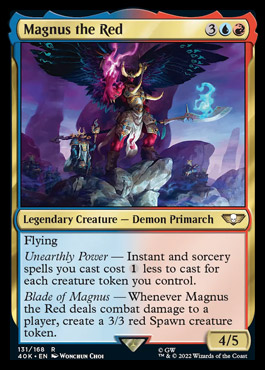 Magnus the Red 3
Legendary Creature — Demon Primarch
Flying
Unearthly Power — Instant and sorcery
spells you cast cost 1 less to cast for
each creature token you control.
Blade of Magnus — Whenever Magnus
the Red deals combat damage to a
player, create a 3/3 red Spawn creature
token.
4/5
131/168 R
40K • EN WONCHUN CHOI
© GW
™ & © 2022 Wizards of the Coast